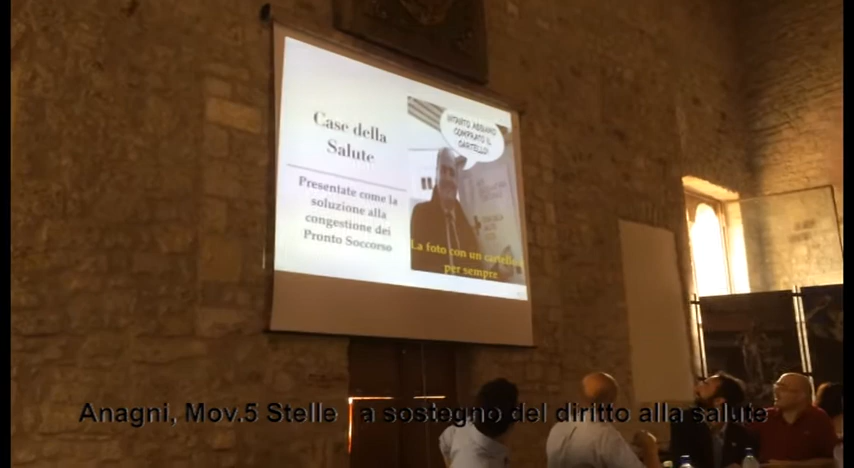 Case della
Salute
Presentate come la
soluzione alla
congestione dei
Pronto Soccorso
INTANTO ABBIAMO
COMPRATO IL
CARTELLO!
La foto con un cartello è
per sempre
Anagni, Mov.5 Stelle a sostegno del diritto alla salute